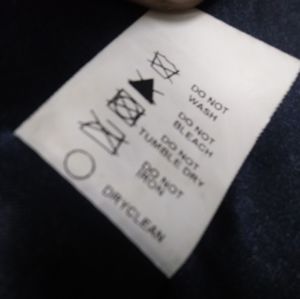 DO NOT
WASH
DO NOT
BLEACH
DO NOT
TUMBLE DRY
DO NOT
IRON
DRYCLEAN